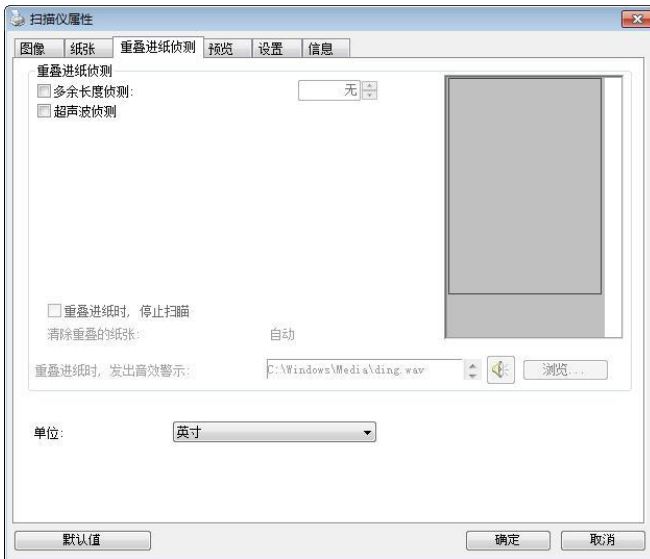 扫描仪属性
图像 纸张 重叠进纸侦测 预览 设置 信息
重叠进纸侦测
多余长度侦测: 无
超声波侦测
重叠进纸时, 停止扫瞄
清除重叠的纸张: 自动
重叠进纸时, 发出音效警示: C:\Windows\Media\ding.wav 浏览...
单位: 英寸
默认值 确定 取消